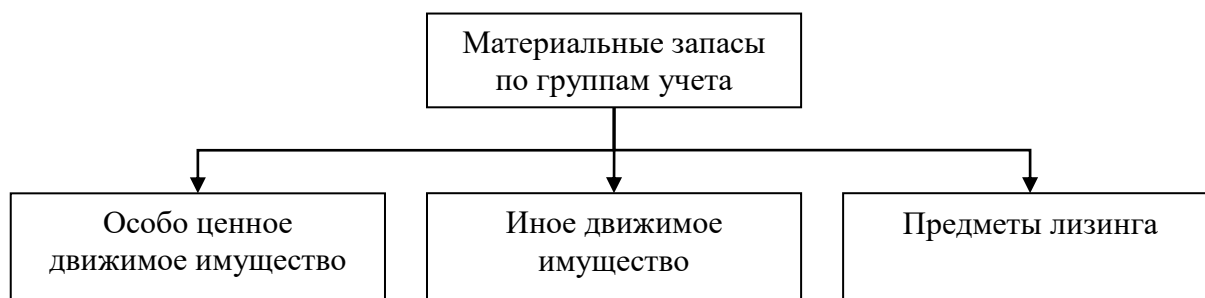 Материальные запасы
по группам учета
Особо ценное
движимое имущество
Иное движимое
имущество
Предметы лизинга